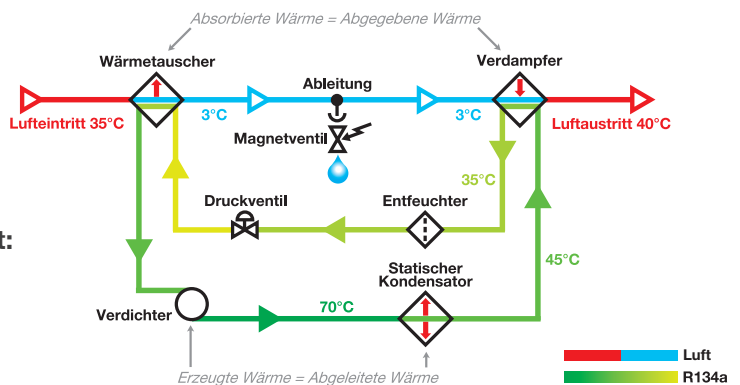 Absorbierte Wärme = Abgegebene Wärme
Wärmetauscher
Verdampfer
Ableitung
Lufteintritt 35°C
3°C
Magnetventil
3°C
Luftaustritt 40°C
35°C
Druckventil
Entfeuchter
t:
45°C
Statischer
Kondensator
Verdichter
70°C
Luft
R134a
Erzeugte Wärme = Abgeleitete Wärme